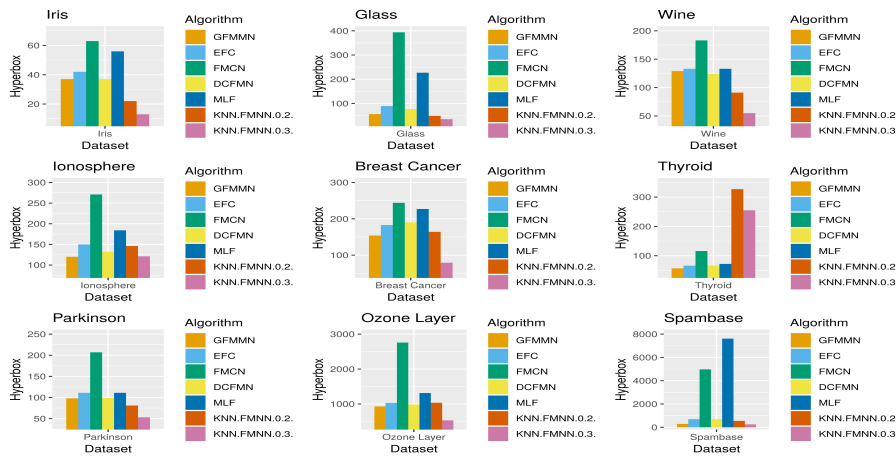 Iris
Hyperbox
60
40
20
Iris
Dataset
Algorithm
GFMMN
EFC
FMCN
DCFMN
MLF
KNN.FMNN.0.2.
KNN.FMNN.0.3.
Glass
Hyperbox
400
300
200
100
Glass
Dataset
Algorithm
GFMMN
EFC
FMCN
DCFMN
MLF
KNN.FMNN.0.2.
KNN.FMNN.0.3.
Wine
Hyperbox
200
150
100
50
Wine
Dataset
Algorithm
GFMMN
EFC
FMCN
DCFMN
MLF
KNN.FMNN.0.2
KNN.FMNN.0.3
Ionosphere
Hyperbox
300
250
200
150
100
Ionosphere
Dataset
Algorithm
GFMMN
EFC
FMCN
DCFMN
MLF
KNN.FMNN.0.2.
KNN.FMNN.0.3.
Breast Cancer
Hyperbox
300
200
100
Breast Cancer
Dataset
Algorithm
GFMMN
EFC
FMCN
DCFMN
MLF
KNN.FMNN.0.2.
KNN.FMNN.0.3.
Thyroid
Hyperbox
300
200
100
Thyroid
Dataset
Algorithm
GFMMN
EFC
FMCN
DCFMN
MLF
KNN.FMNN.0.2.
KNN.FMNN.0.3.
Parkinson
Hyperbox
250
200
150
100
50
Parkinson
Dataset
Algorithm
GFMMN
EFC
FMCN
DCFMN
MLF
KNN.FMNN.0.2.
KNN.FMNN.0.3.
Ozone Layer
Hyperbox
3000
2000
1000
Ozone Layer
Dataset
Algorithm
GFMMN
EFC
FMCN
DCFMN
MLF
KNN.FMNN.0.2.
KNN.FMNN.0.3.
Spambase
Hyperbox
8000
6000
4000
2000
0
Spambase
Dataset
Algorithm
GFMMN
EFC
FMCN
DCFMN
MLF
KNN.FMNN.0.2.
KNN.FMNN.0.3.